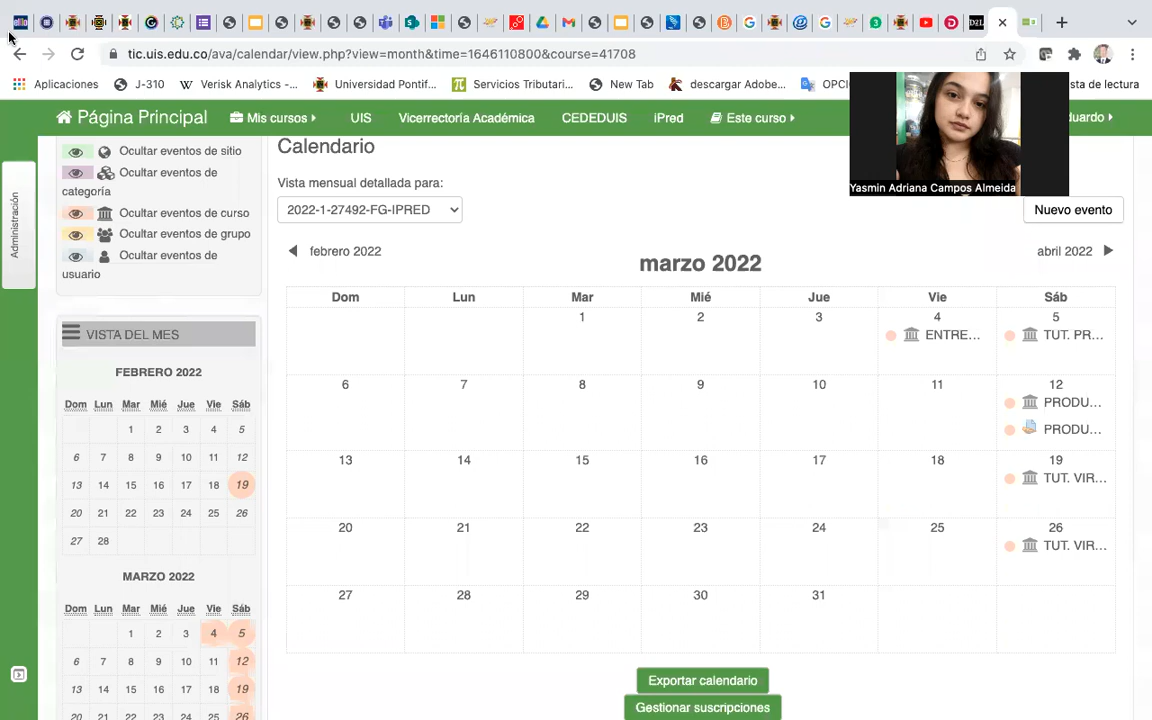 tic.uis.edu.co/ava/calendar/view.php?view=month&time=1646110800&course=41708
Aplicaciones J-310 Verisk Analytics -... Universidad Pontif... Servicios Tributari... New Tab descargar Adobe... OPCI sta de lectura
Página Principal Mis cursos UIS Vicerrectoría Académica CEDEDUIS iPred Este curso duardo
Yasmin Adriana Campos Almeida
Administración
Ocultar eventos de sitio
Ocultar eventos de
categoría
Ocultar eventos de curso
Ocultar eventos de grupo
Ocultar eventos de
usuario
VISTA DEL MES
FEBRERO 2022
Dom Lun Mar Mié Jue Vie Sáb
1 2 3 4 5
6 7 8 9 10 11 12
13 14 15 16 17 18 19
20 21 22 23 24 25 26
27 28
MARZO 2022
Dom Lun Mar Mié Jue Vie Sáb
1 2 3 4 5
6 7 8 9 10 11 12
13 14 15 16 17 18 19
20 21 22 23 24 25 26
Calendario
Vista mensual detallada para:
2022-1-27492-FG-IPRED
Nuevo evento
febrero 2022
marzo 2022
abril 2022
Dom Lun Mar Mié Jue Vie Sáb
1 2 3 4 5
ENTRE... TUT. PR...
6 7 8 9 10 11 12
PRODU...
PRODU...
13 14 15 16 17 18 19
TUT. VIR...
20 21 22 23 24 25 26
TUT. VIR...
27 28 29 30 31
Exportar calendario
Gestionar suscripciones